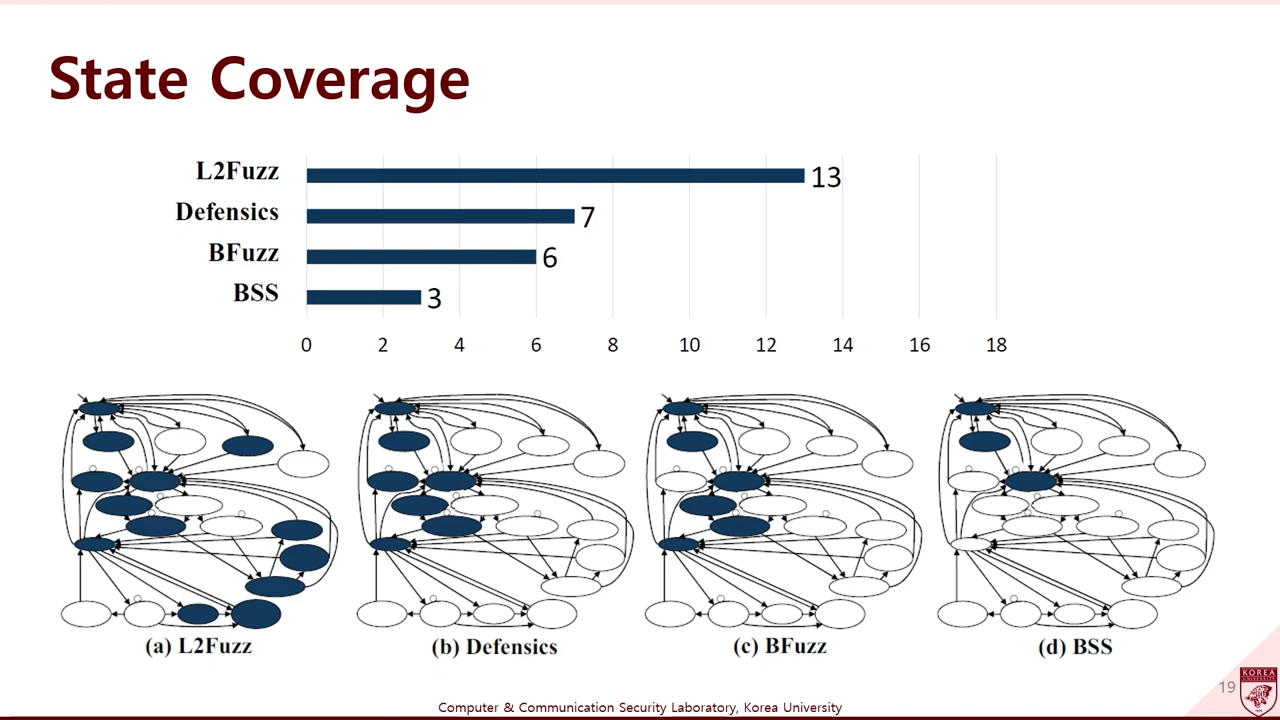 State Coverage
L2Fuzz 13
Defensics 7
BFuzz 6
BSS 3
0 2 4 6 8 10 12 14 16 18
(a) L2Fuzz (b) Defensics (c) BFuzz (d) BSS
19
KOREA
Computer & Communication Security Laboratory, Korea University